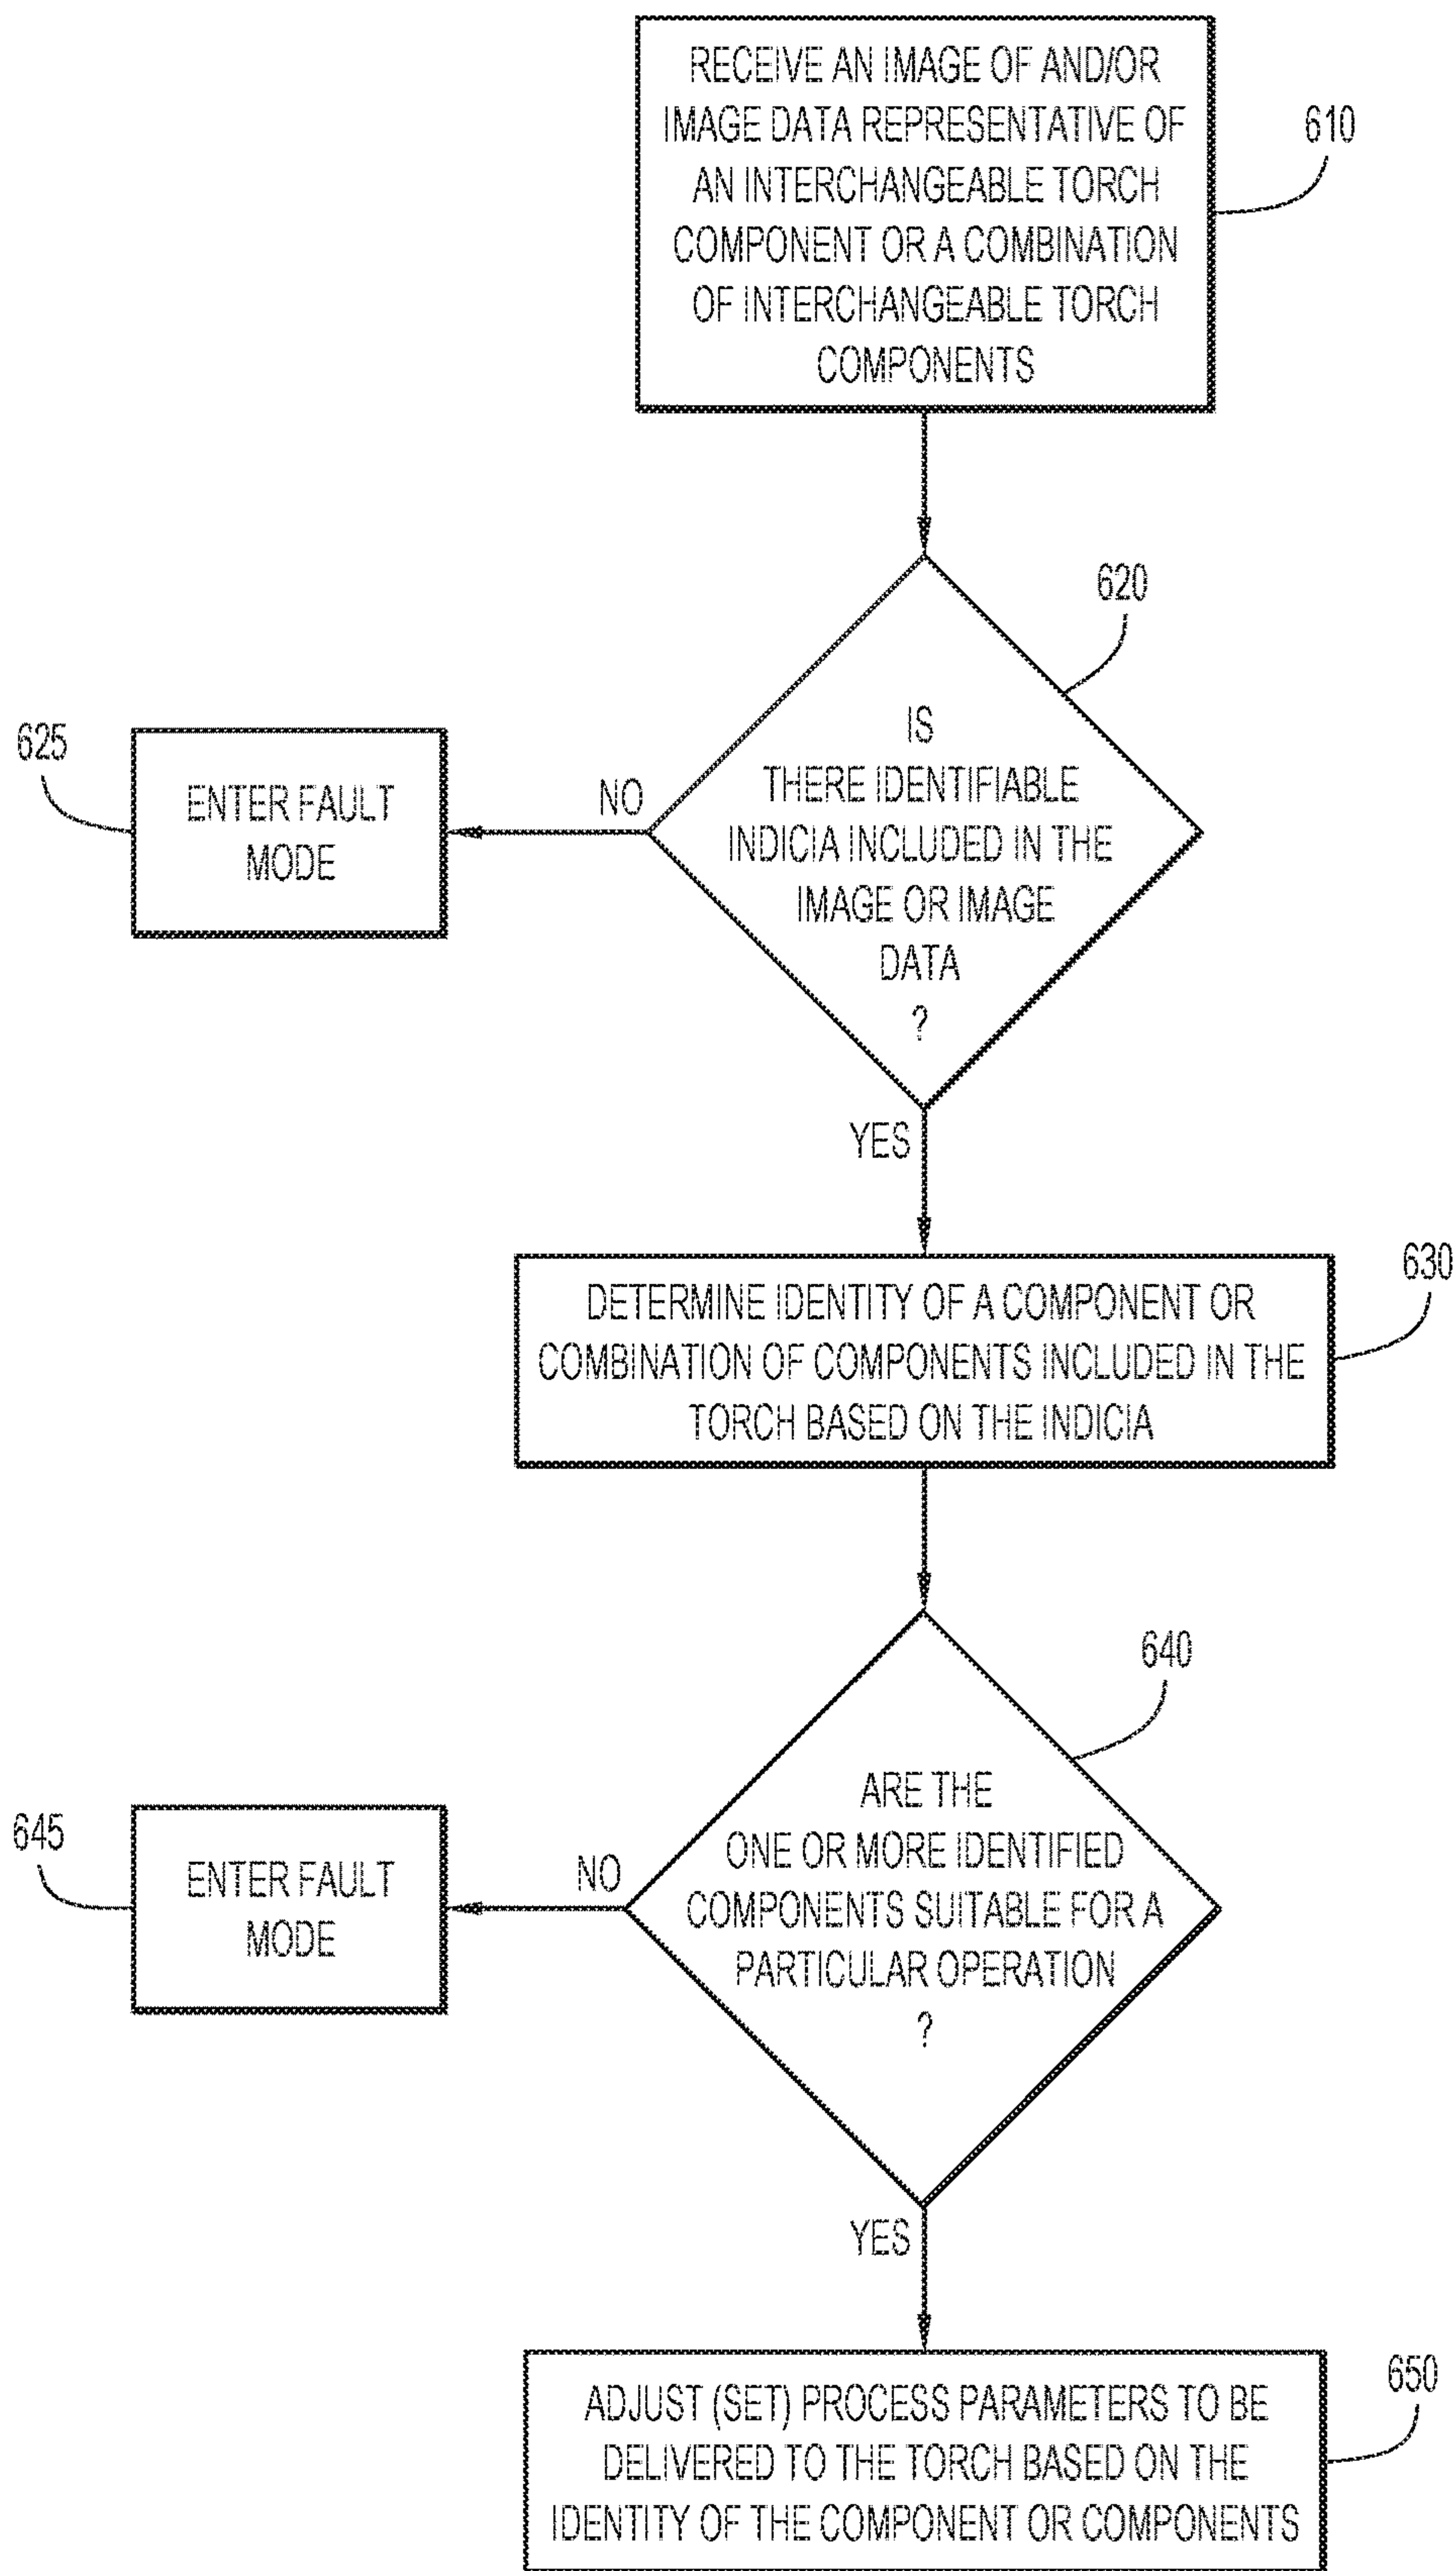 RECEIVE AN IMAGE OF AND/OR
IMAGE DATA REPRESENTATIVE OF
AN INTERCHANGEABLE TORCH
COMPONENT OR A COMBINATION
OF INTERCHANGEABLE TORCH
COMPONENTS
610
620
IS
THERE IDENTIFIABLE
INDICIA INCLUDED IN THE
IMAGE OR IMAGE
DATA
?
NO
625
ENTER FAULT
MODE
YES
630
DETERMINE IDENTITY OF A COMPONENT OR
COMBINATION OF COMPONENTS INCLUDED IN THE
TORCH BASED ON THE INDICIA
640
ARE THE
ONE OR MORE IDENTIFIED
COMPONENTS SUITABLE FOR A
PARTICULAR OPERATION
?
NO
645
ENTER FAULT
MODE
YES
650
ADJUST (SET) PROCESS PARAMETERS TO BE
DELIVERED TO THE TORCH BASED ON THE
IDENTITY OF THE COMPONENT OR COMPONENTS